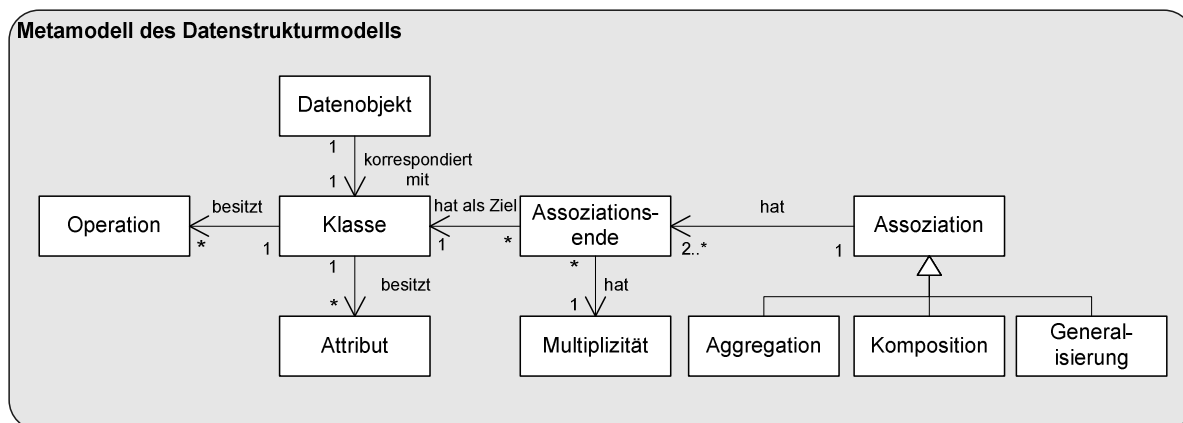 Metamodell des Datenstrukturmodells
Datenobjekt
1
korrespondiert
mit
1
Operation
besitzt
*
1
Klasse
hat als Ziel
1
*
Assoziations-
ende
hat
2..*
1
Assoziation
1
besitzt
*
Attribut
*
hat
1
Multiplizität
Aggregation
Komposition
General-
isierung